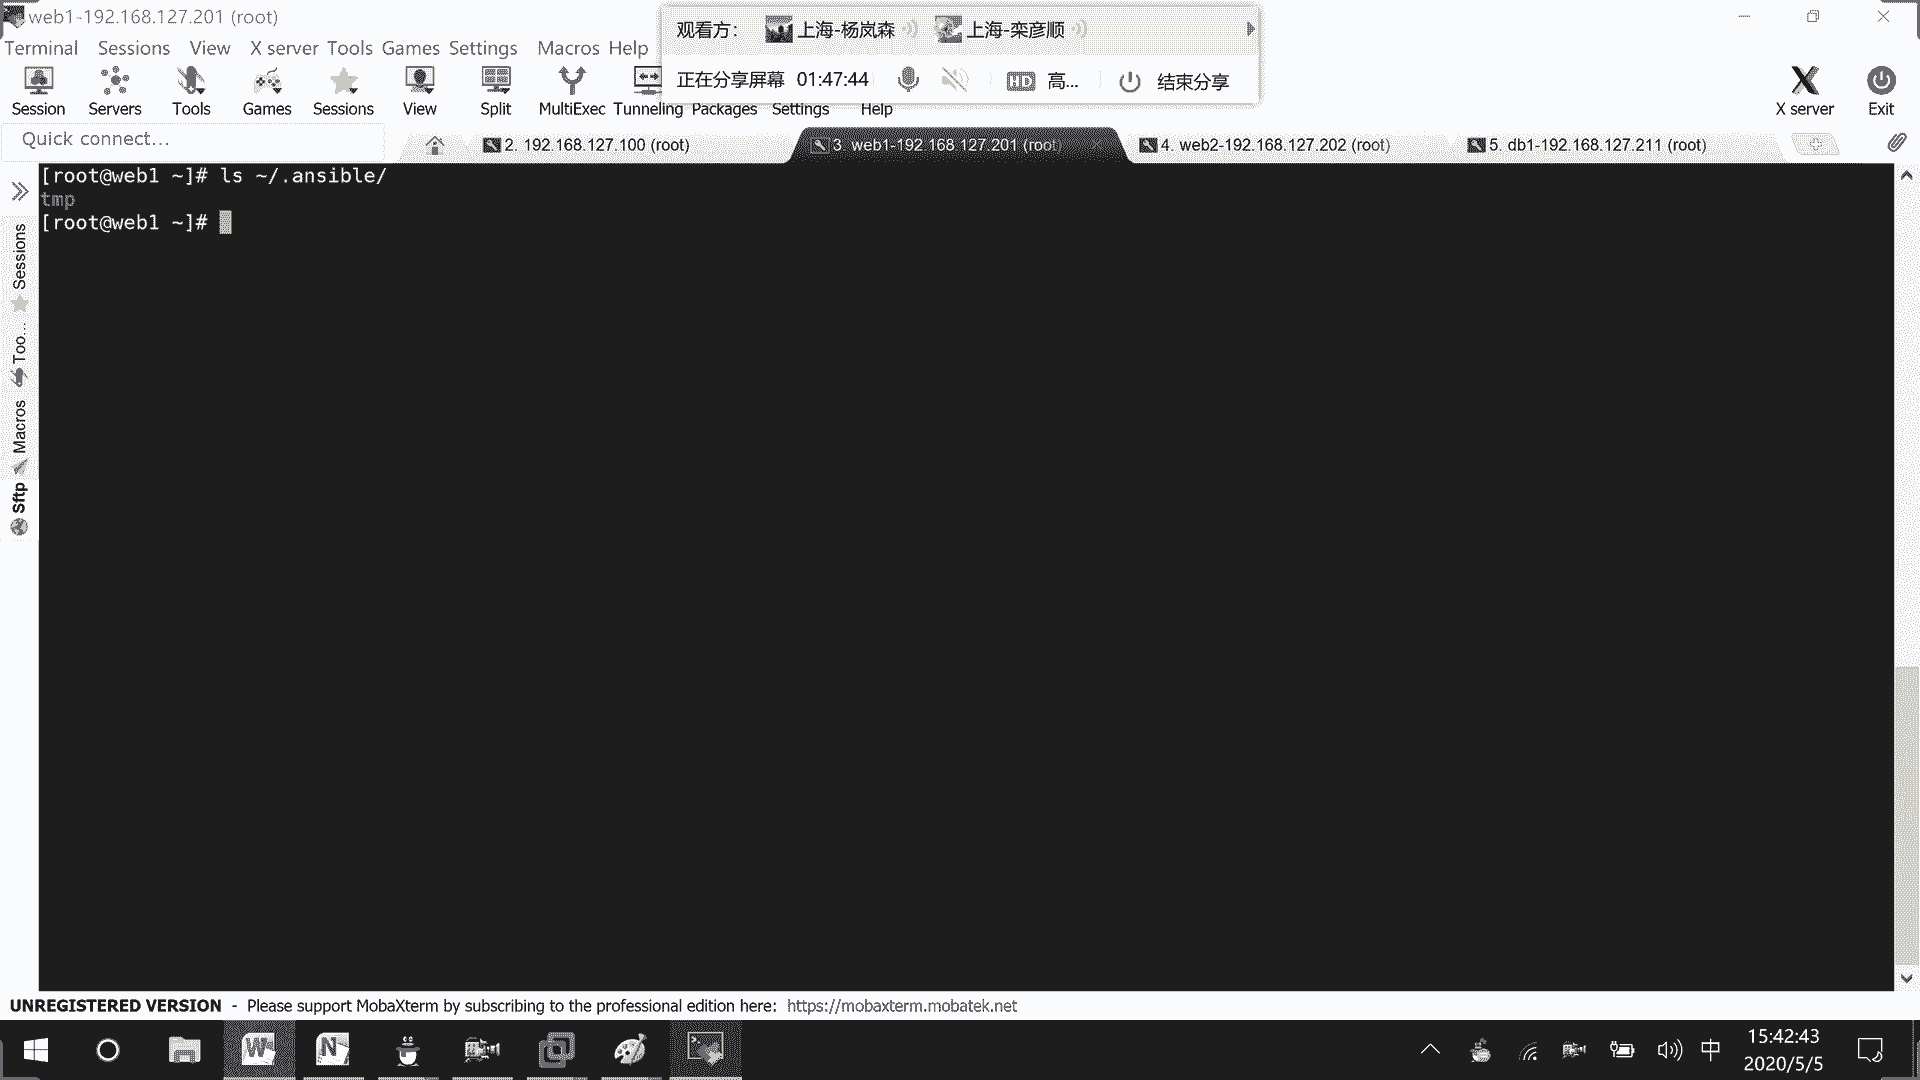 web1-192.168.127.201 (root)
Terminal Sessions View X server Tools Games Settings Macros Help
观看方： 上海-杨岚森 上海-栾彦顺
正在分享屏幕 01:47:44 HD 高... 结束分享
Session Servers Tools Games Sessions View Split MultiExec Tunneling Packages Settings Help X server Exit
Quick connect...
2. 192.168.127.100 (root)
3. web1-192.168.127.201 (root)
4. web2-192.168.127.202 (root)
5. db1-192.168.127.211 (root)
[root@web1 ~]# ls ~/.ansible/
tmp
[root@web1 ~]#
Sessions
Too...
Macros
Sftp
UNREGISTERED VERSION - Please support MobaXterm by subscribing to the professional edition here: https://mobaxterm.mobatek.net
中
15:42:43
2020/5/5